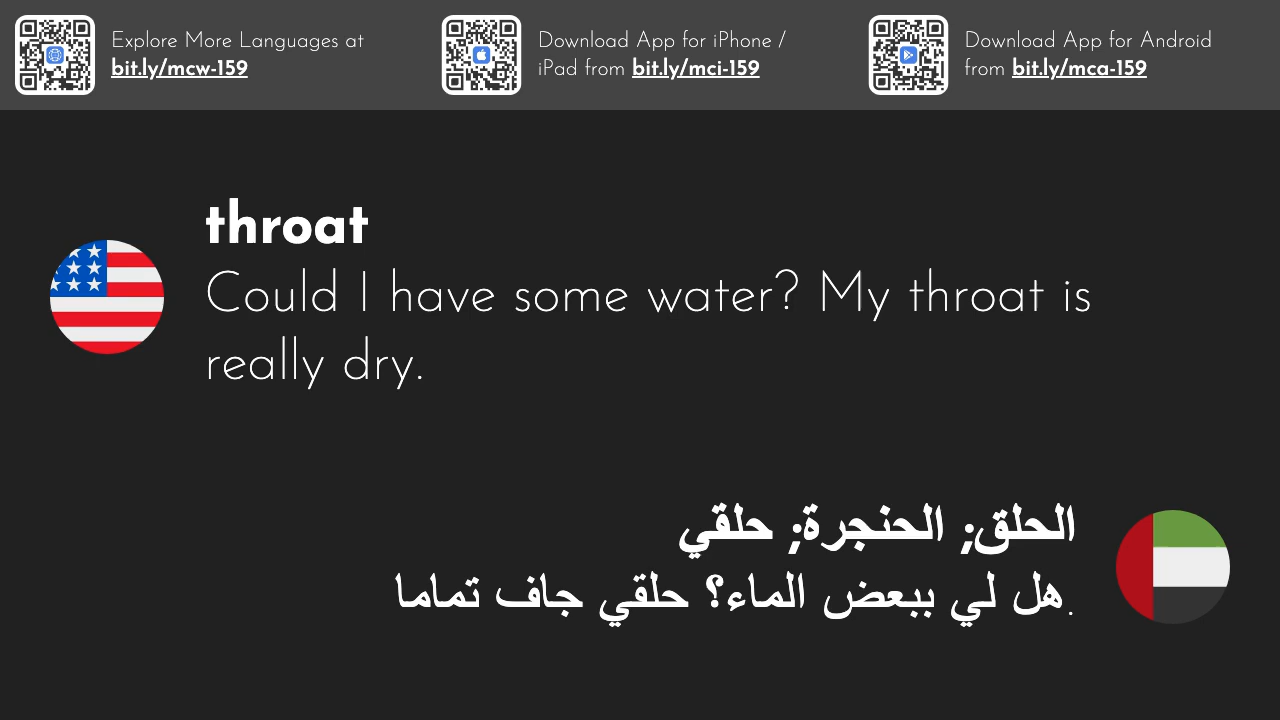 Explore More Languages at
bit.ly/mcw-159
Download App for iPhone /
iPad from bit.ly/mci-159
Download App for Android
from bit.ly/mca-159
throat
Could I have some water? My throat is
really dry.
الحلق; الحنجرة; حلقي
هل لي ببعض الماء؟ حلقي جاف تماما.